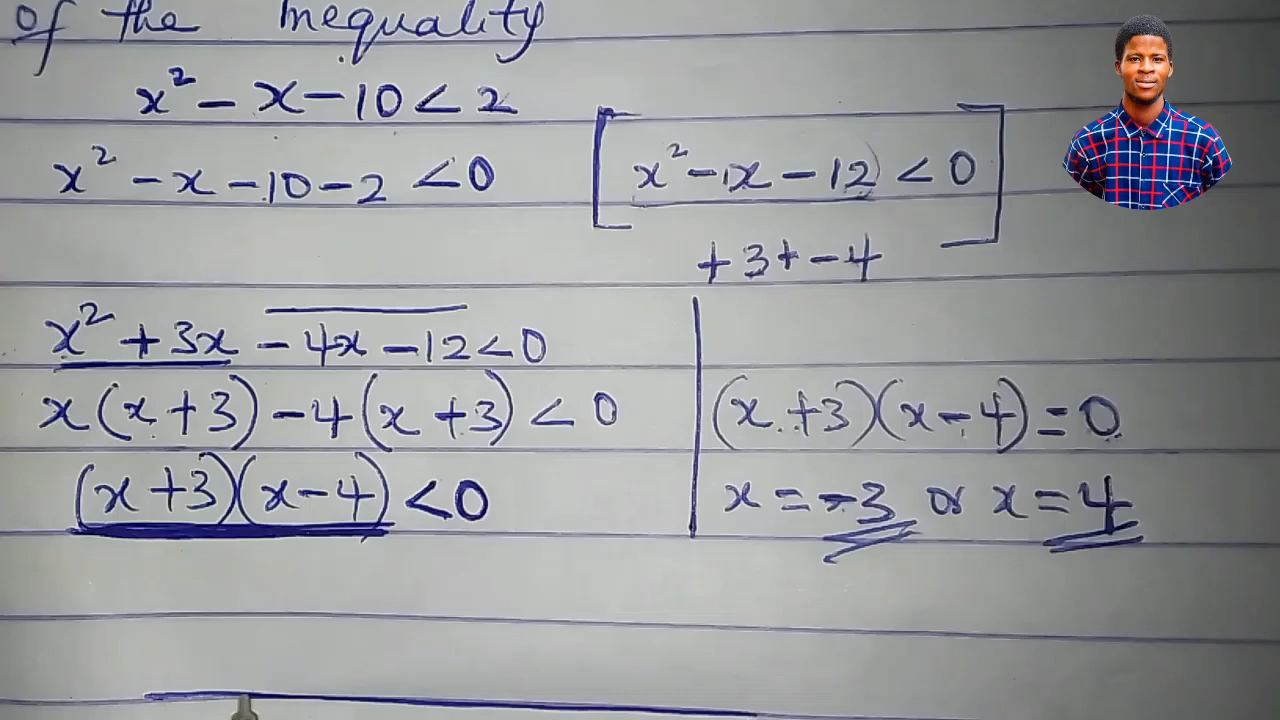 of the Inequality
x² - x - 10 < 2
x² - x - 10 - 2 < 0
[x² - 1x - 12) < 0]
+ 3 + - 4
x² + 3x - 4x - 12 < 0
x(x + 3) - 4(x + 3) < 0
(x + 3)(x - 4) < 0
(x + 3)(x - 4) = 0
x = -3 or x = 4